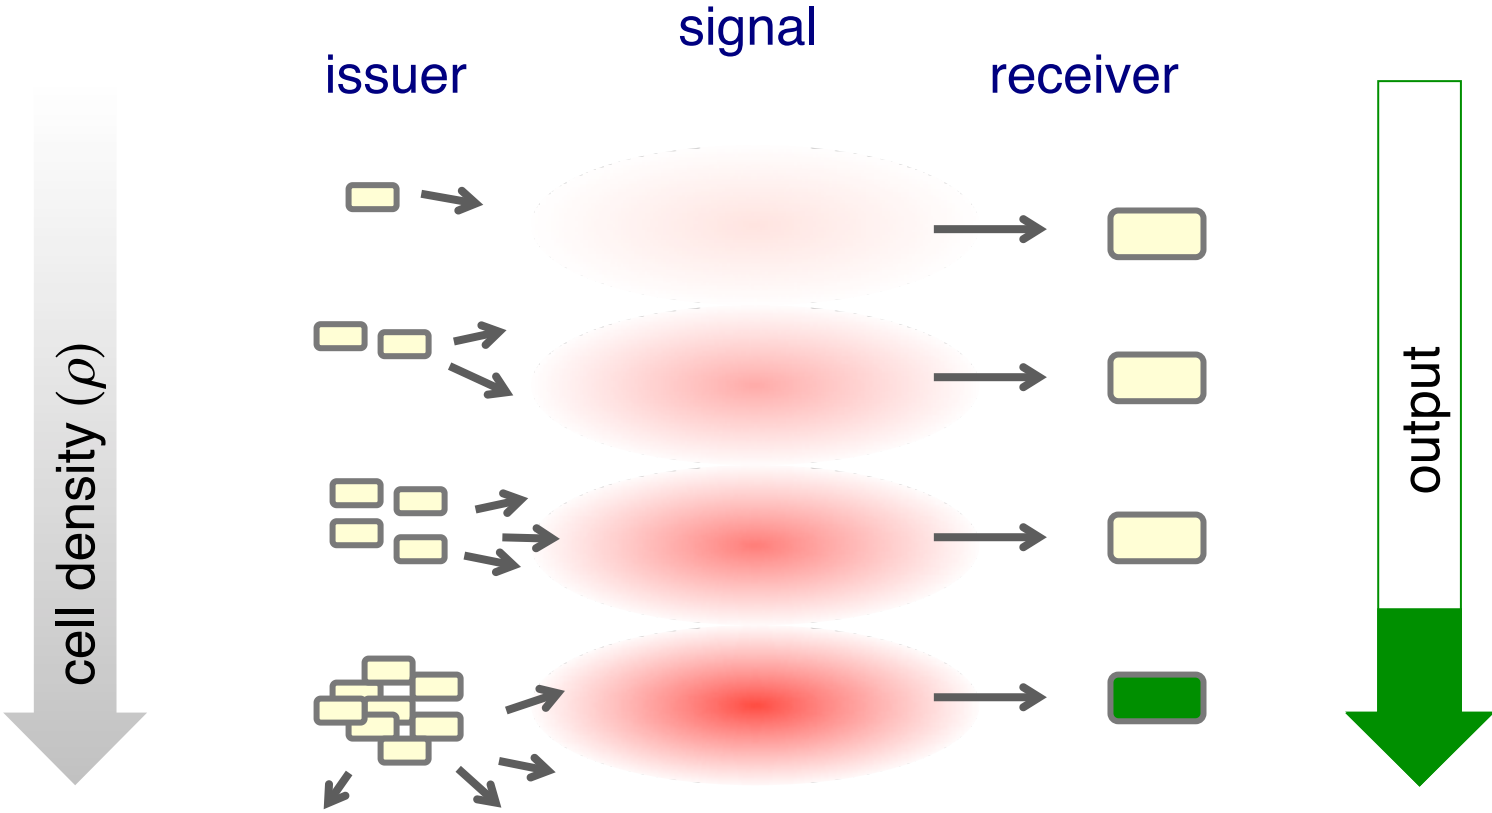 signal
issuer
receiver
cell density (ρ)
output